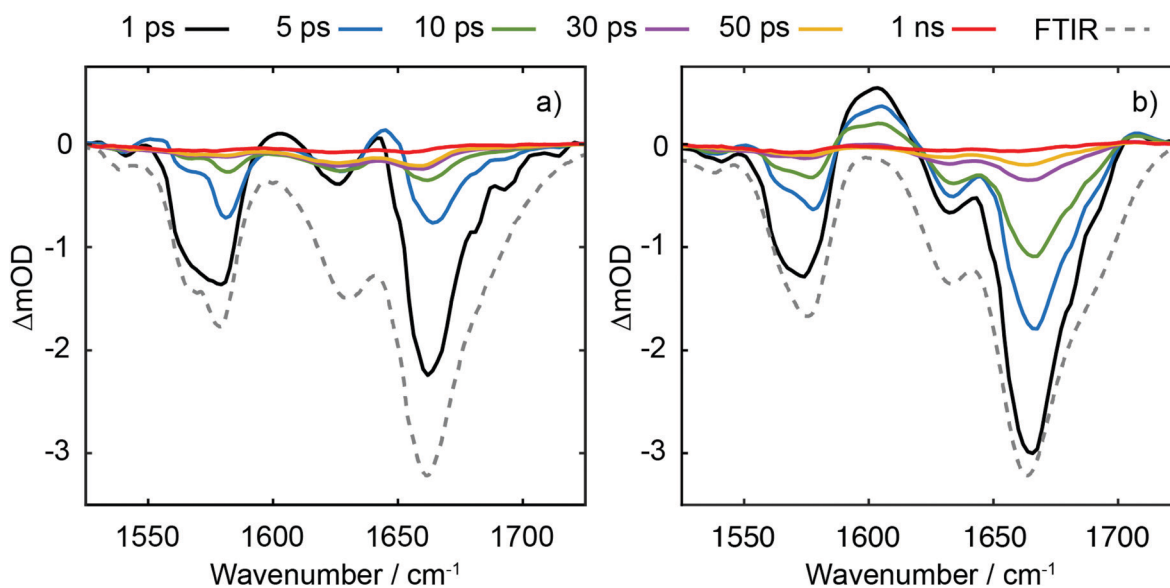 1 ps 5 ps 10 ps 30 ps 50 ps 1 ns FTIR
a) b)
0 0
-1 -1
-2 -2
-3 -3
ΔmOD ΔmOD
1550 1600 1650 1700 1550 1600 1650 1700
Wavenumber / cm⁻¹ Wavenumber / cm⁻¹